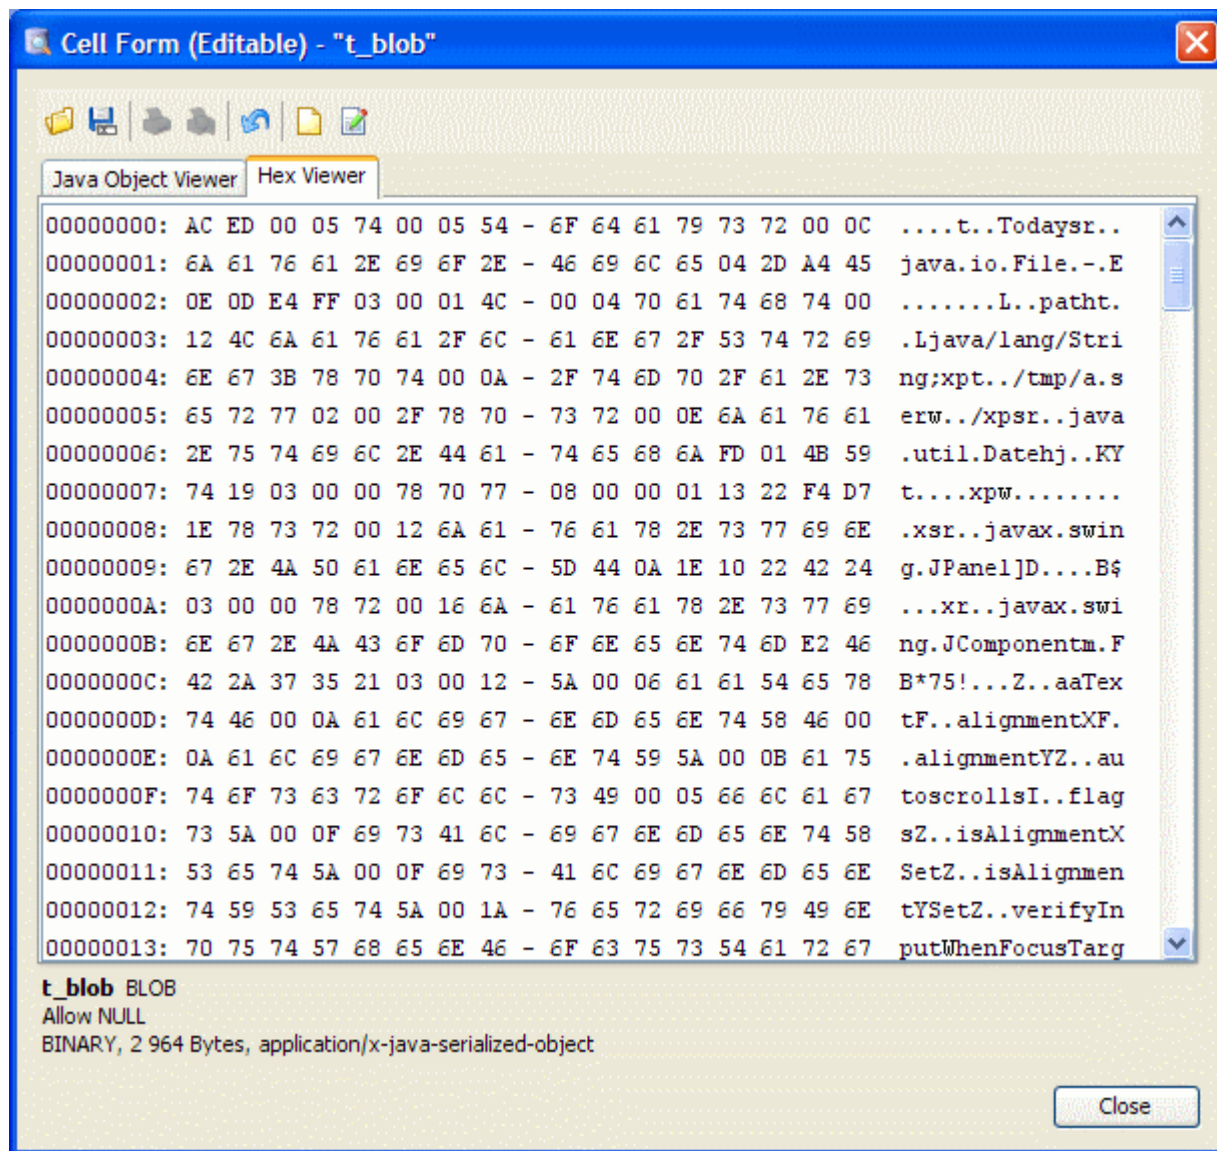 Cell Form (Editable) - "t_blob"
Java Object Viewer Hex Viewer
00000000: AC ED 00 05 74 00 05 54 - 6F 64 61 79 73 72 00 0C ....t..Todaysr..
00000001: 6A 61 76 61 2E 69 6F 2E - 46 69 6C 65 04 2D A4 45 java.io.File.-.E
00000002: 0E 0D E4 FF 03 00 01 4C - 00 04 70 61 74 68 74 00 .......L..patht.
00000003: 12 4C 6A 61 76 61 2F 6C - 61 6E 67 2F 53 74 72 69 .Ljava/lang/Stri
00000004: 6E 67 3B 78 70 74 00 0A - 2F 74 6D 70 2F 61 2E 73 ng;xpt../tmp/a.s
00000005: 65 72 77 02 00 2F 78 70 - 73 72 00 0E 6A 61 76 61 erw../xpsr..java
00000006: 2E 75 74 69 6C 2E 44 61 - 74 65 68 6A FD 01 4B 59 .util.Datehj..KY
00000007: 74 19 03 00 00 78 70 77 - 08 00 00 01 13 22 F4 D7 t....xpw........
00000008: 1E 78 73 72 00 12 6A 61 - 76 61 78 2E 73 77 69 6E .xsr..javax.swin
00000009: 67 2E 4A 50 61 6E 65 6C - 5D 44 0A 1E 10 22 42 24 g.JPanel]D....B$
0000000A: 03 00 00 78 72 00 16 6A - 61 76 61 78 2E 73 77 69 ...xr..javax.swi
0000000B: 6E 67 2E 4A 43 6F 6D 70 - 6F 6E 65 6E 74 6D E2 46 ng.JComponentm.F
0000000C: 42 2A 37 35 21 03 00 12 - 5A 00 06 61 61 54 65 78 B*75!...Z..aaTex
0000000D: 74 46 00 0A 61 6C 69 67 - 6E 6D 65 6E 74 58 46 00 tF..alignmentXF.
0000000E: 0A 61 6C 69 67 6E 6D 65 - 6E 74 59 5A 00 0B 61 75 .alignmentYZ..au
0000000F: 74 6F 73 63 72 6F 6C 6C - 73 49 00 05 66 6C 61 67 toscrollsI..flag
00000010: 73 5A 00 0F 69 73 41 6C - 69 67 6E 6D 65 6E 74 58 sZ..isAlignmentX
00000011: 53 65 74 5A 00 0F 69 73 - 41 6C 69 67 6E 6D 65 6E SetZ..isAlignmen
00000012: 74 59 53 65 74 5A 00 1A - 76 65 72 69 66 79 49 6E tYSetZ..verifyIn
00000013: 70 75 74 57 68 65 6E 46 - 6F 63 75 73 54 61 72 67 putWhenFocusTarg
t_blob BLOB
Allow NULL
BINARY, 2 964 Bytes, application/x-java-serialized-object
Close